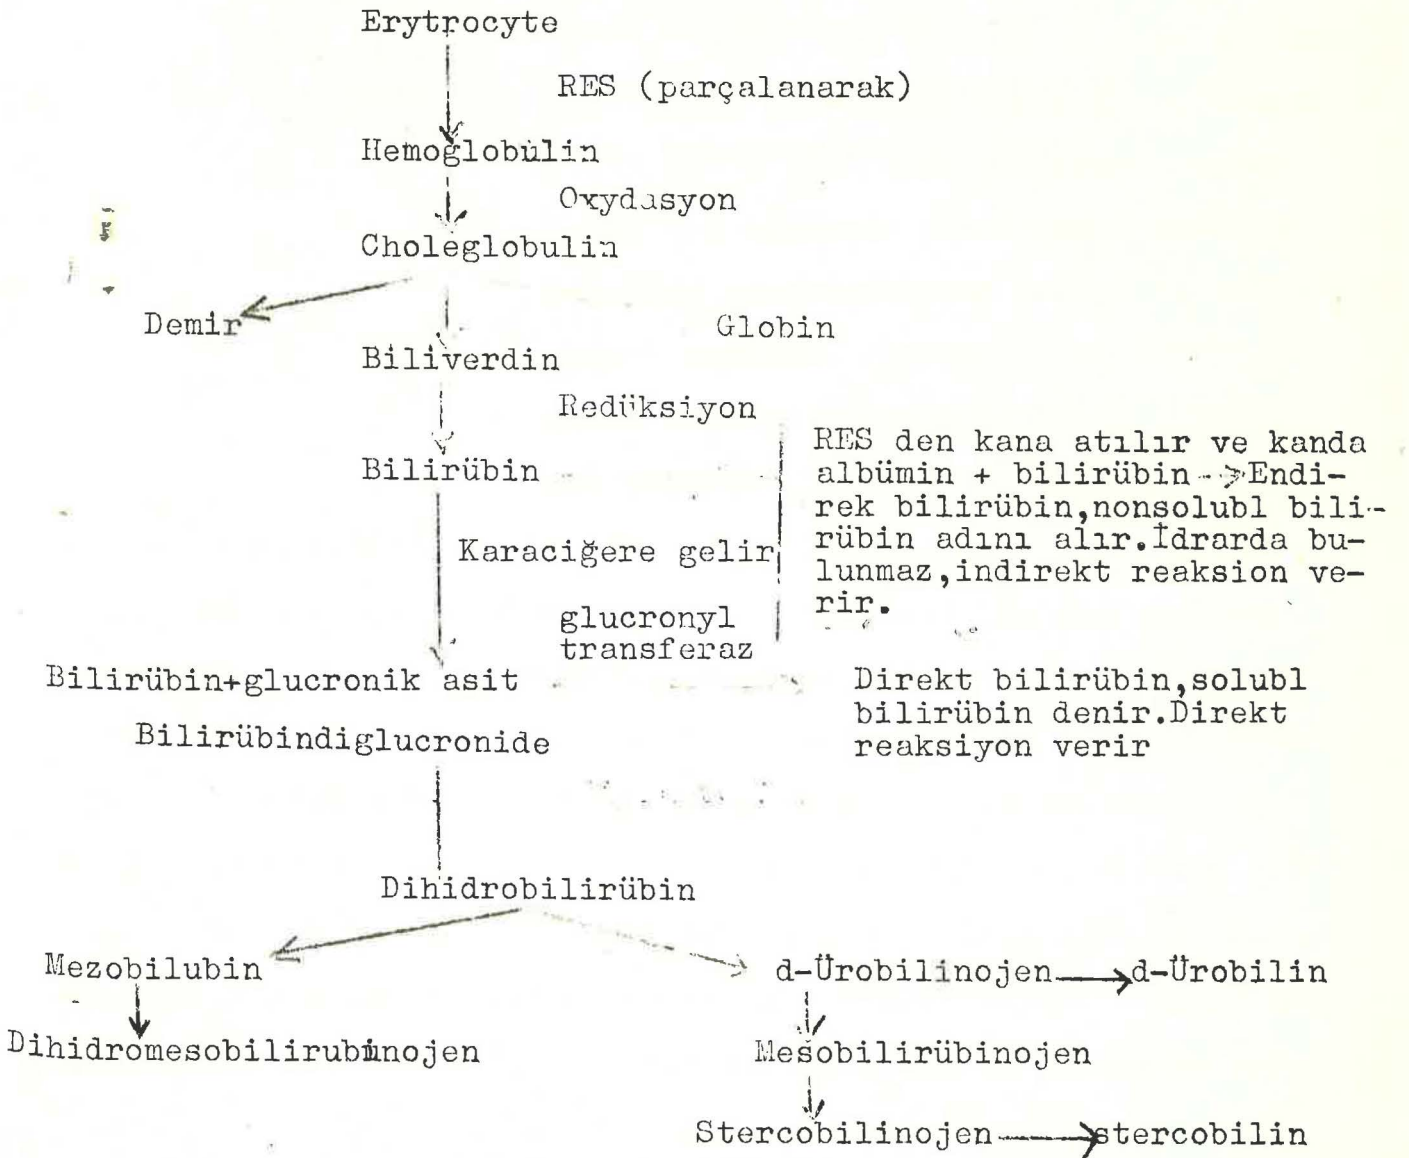 Erytrocyte
RES (parçalanarak)
Hemoglobülin
Oxydasyon
Choleglobulin
Demir
Globin
Biliverdin
Redüksiyon
Bilirübin
RES den kana atılır ve kanda
albümin + bilirübin --> Endi-
rek bilirübin,nonsolubl bili-
rübin adını alır.İdrarda bu-
lunmaz,indirekt reaksion ve-
rir.
Karaciğere gelir
glucronyl
transferaz
Bilirübin+glucronik asit
Direkt bilirübin,solubl
bilirübin denir.Direkt
reaksiyon verir
Bilirübindiglucronide
Dihidrobilirübin
Mezobilubin
d-Ürobilinojen → d-Ürobilin
Dihidromesobilirubinojen
Mesobilirübinojen
Stercobilinojen → stercobilin